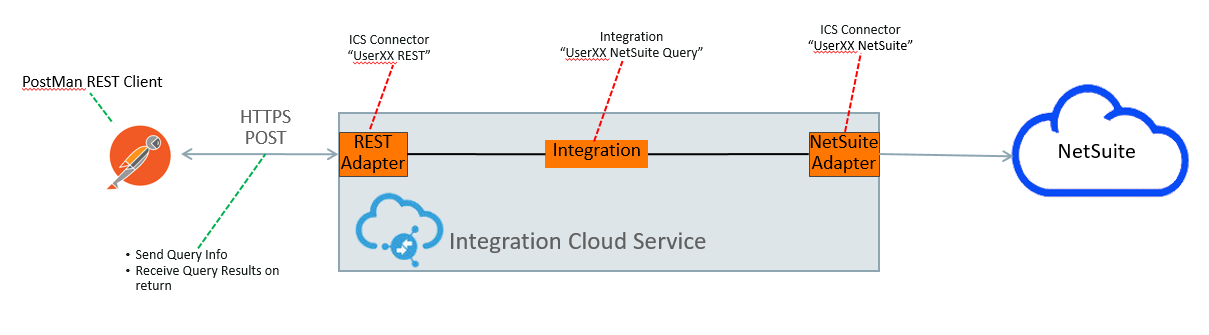 ICS Connector
“UserXX REST”
Integration
“UserXX NetSuite Query”
ICS Connector
“UserXX NetSuite”
PostMan REST Client
HTTPS
POST
REST
Adapter
Integration
NetSuite
Adapter
NetSuite
Integration Cloud Service
• Send Query Info
• Receive Query Results on
return